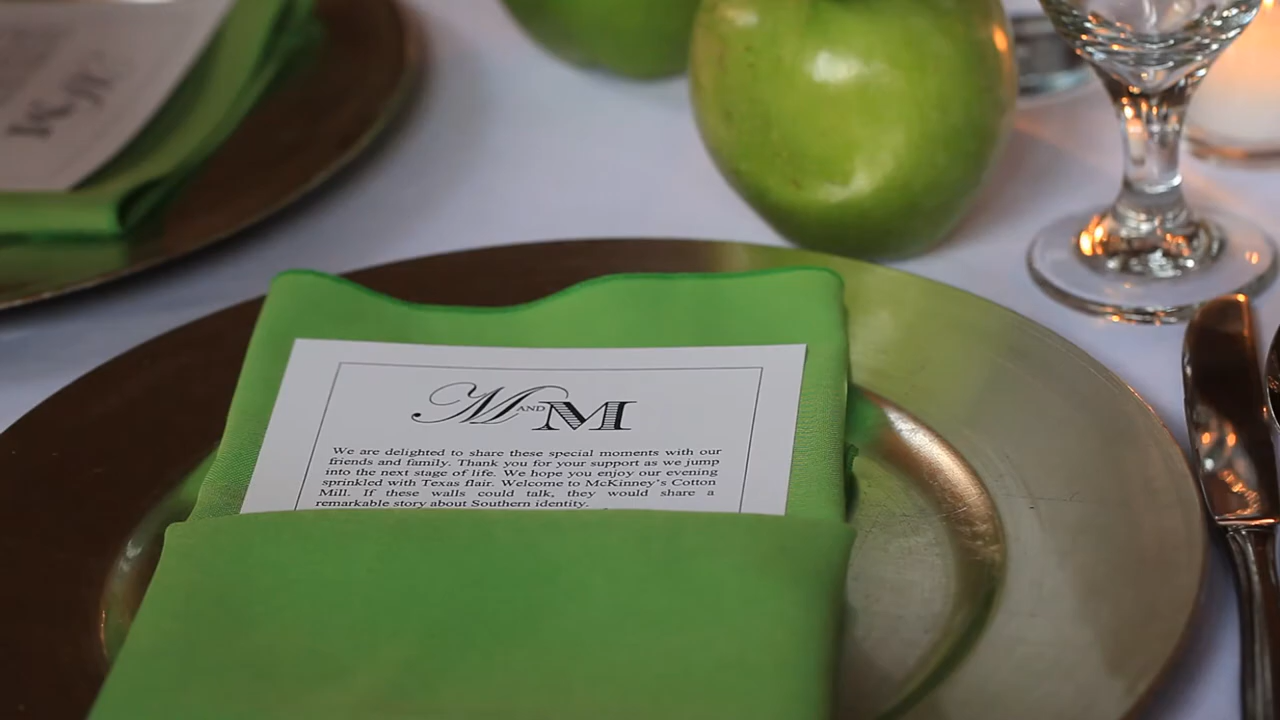 M AND M
We are delighted to share these special moments with our
friends and family. Thank you for your support as we jump
into the next stage of life. We hope you enjoy our evening
sprinkled with Texas flair. Welcome to McKinney's Cotton
Mill. If these walls could talk, they would share a
remarkable story about Southern identity.